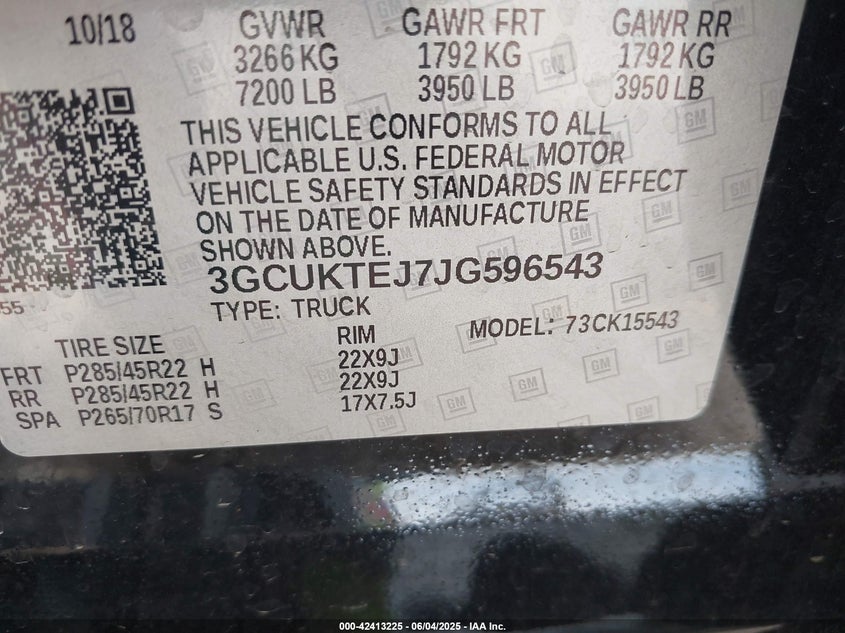 10/18 GVWR GAWR FRT GAWR RR
3266 KG 1792 KG 1792 KG
7200 LB 3950 LB 3950 LB
THIS VEHICLE CONFORMS TO ALL
APPLICABLE U.S. FEDERAL MOTOR
VEHICLE SAFETY STANDARDS IN EFFECT
ON THE DATE OF MANUFACTURE
SHOWN ABOVE.
3GCUKTEJ7JG596543
55
TYPE: TRUCK
MODEL: 73CK15543
TIRE SIZE RIM
FRT P285/45R22 H 22X9J
RR P285/45R22 H 22X9J
SPA P265/70R17 S 17X7.5J
GM
000-42413225 - 06/04/2025 - IAA Inc.